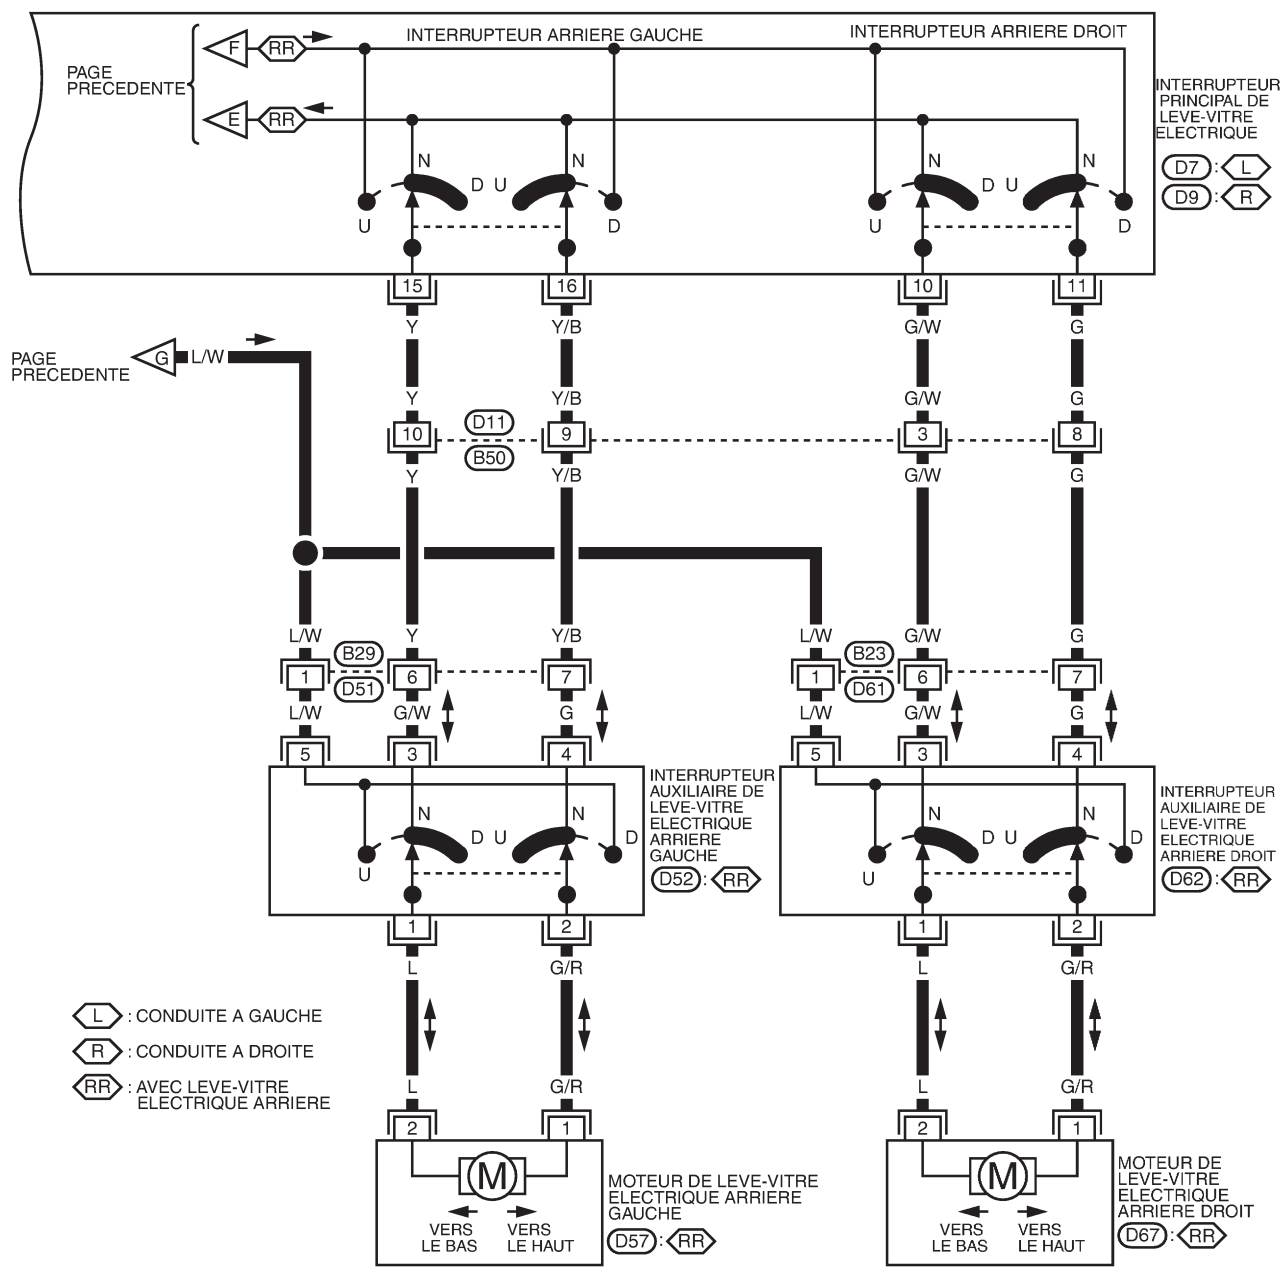 INTERRUPTEUR ARRIERE GAUCHE
INTERRUPTEUR ARRIERE DROIT
F RR
PAGE
PRECEDENTE
E RR
INTERRUPTEUR
PRINCIPAL DE
LEVE-VITRE
ELECTRIQUE
D7 : L
D9 : R
N N N N
D U D U
U D U D
15 16 10 11
Y Y/B G/W G
PAGE
PRECEDENTE
G L/W
Y Y/B G/W G
D11
10 9 3 8
B50
Y Y/B G/W G
L/W Y Y/B L/W G/W G
B29 B23
1 6 7 1 6 7
D51 D61
L/W G/W G L/W G/W G
5 3 4 5 3 4
INTERRUPTEUR
AUXILIAIRE DE
LEVE-VITRE
ELECTRIQUE
ARRIERE
GAUCHE
D52 : RR
INTERRUPTEUR
AUXILIAIRE DE
LEVE-VITRE
ELECTRIQUE
ARRIERE DROIT
D62 : RR
N N N N
D U D D U D
U U
1 2 1 2
L G/R L G/R
L : CONDUITE A GAUCHE
R : CONDUITE A DROITE
RR : AVEC LEVE-VITRE
ELECTRIQUE ARRIERE
L G/R L G/R
2 1 2 1
M M
VERS
LE BAS
VERS
LE HAUT
MOTEUR DE LEVE-VITRE
ELECTRIQUE ARRIERE
GAUCHE
D57 : RR
VERS
LE BAS
VERS
LE HAUT
MOTEUR DE
LEVE-VITRE
ELECTRIQUE
ARRIERE DROIT
D67 : RR